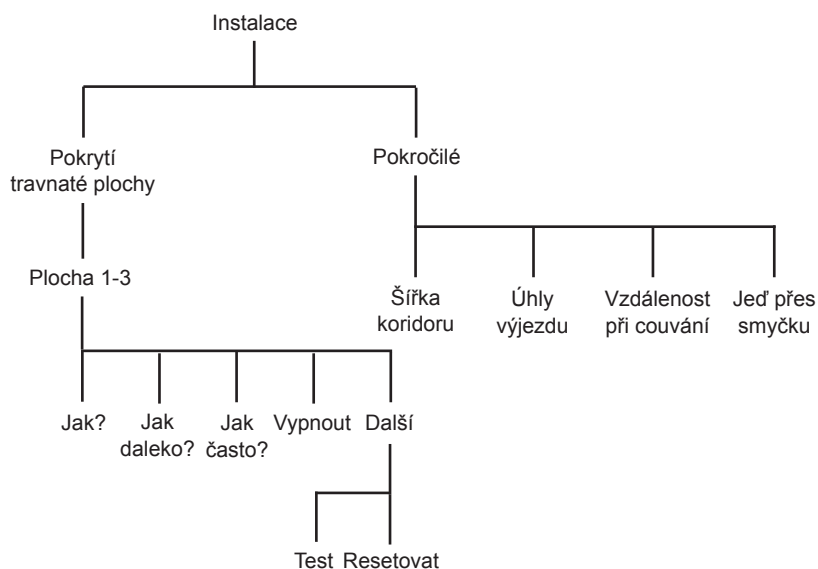 Instalace
Pokrytí
travnaté plochy
Pokročilé
Plocha 1-3
Šířka
koridoru
Úhly
výjezdu
Vzdálenost
při couvání
Jeď přes
smyčku
Jak?
Jak
daleko?
Jak
často?
Vypnout
Další
Test
Resetovat